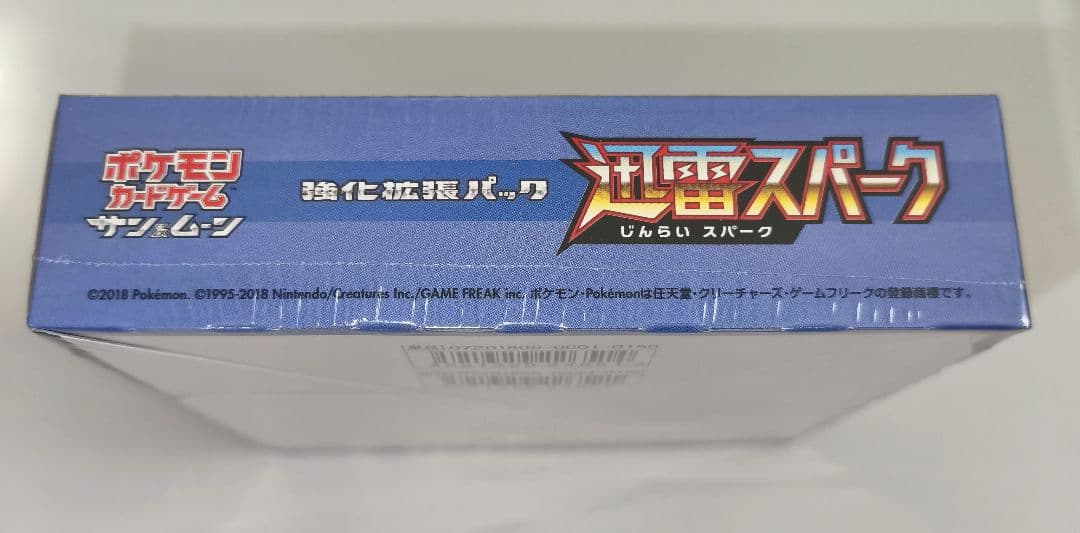 ポケモン
カードゲーム™
サン&ムーン
強化拡張パック
迅雷スパーク
じんらい スパーク
©2018 Pokémon. ©1995-2018 Nintendo/Creatures Inc./GAME FREAK inc. ポケモン・Pokémonは任天堂・クリーチャーズ・ゲームフリークの登録商標です。